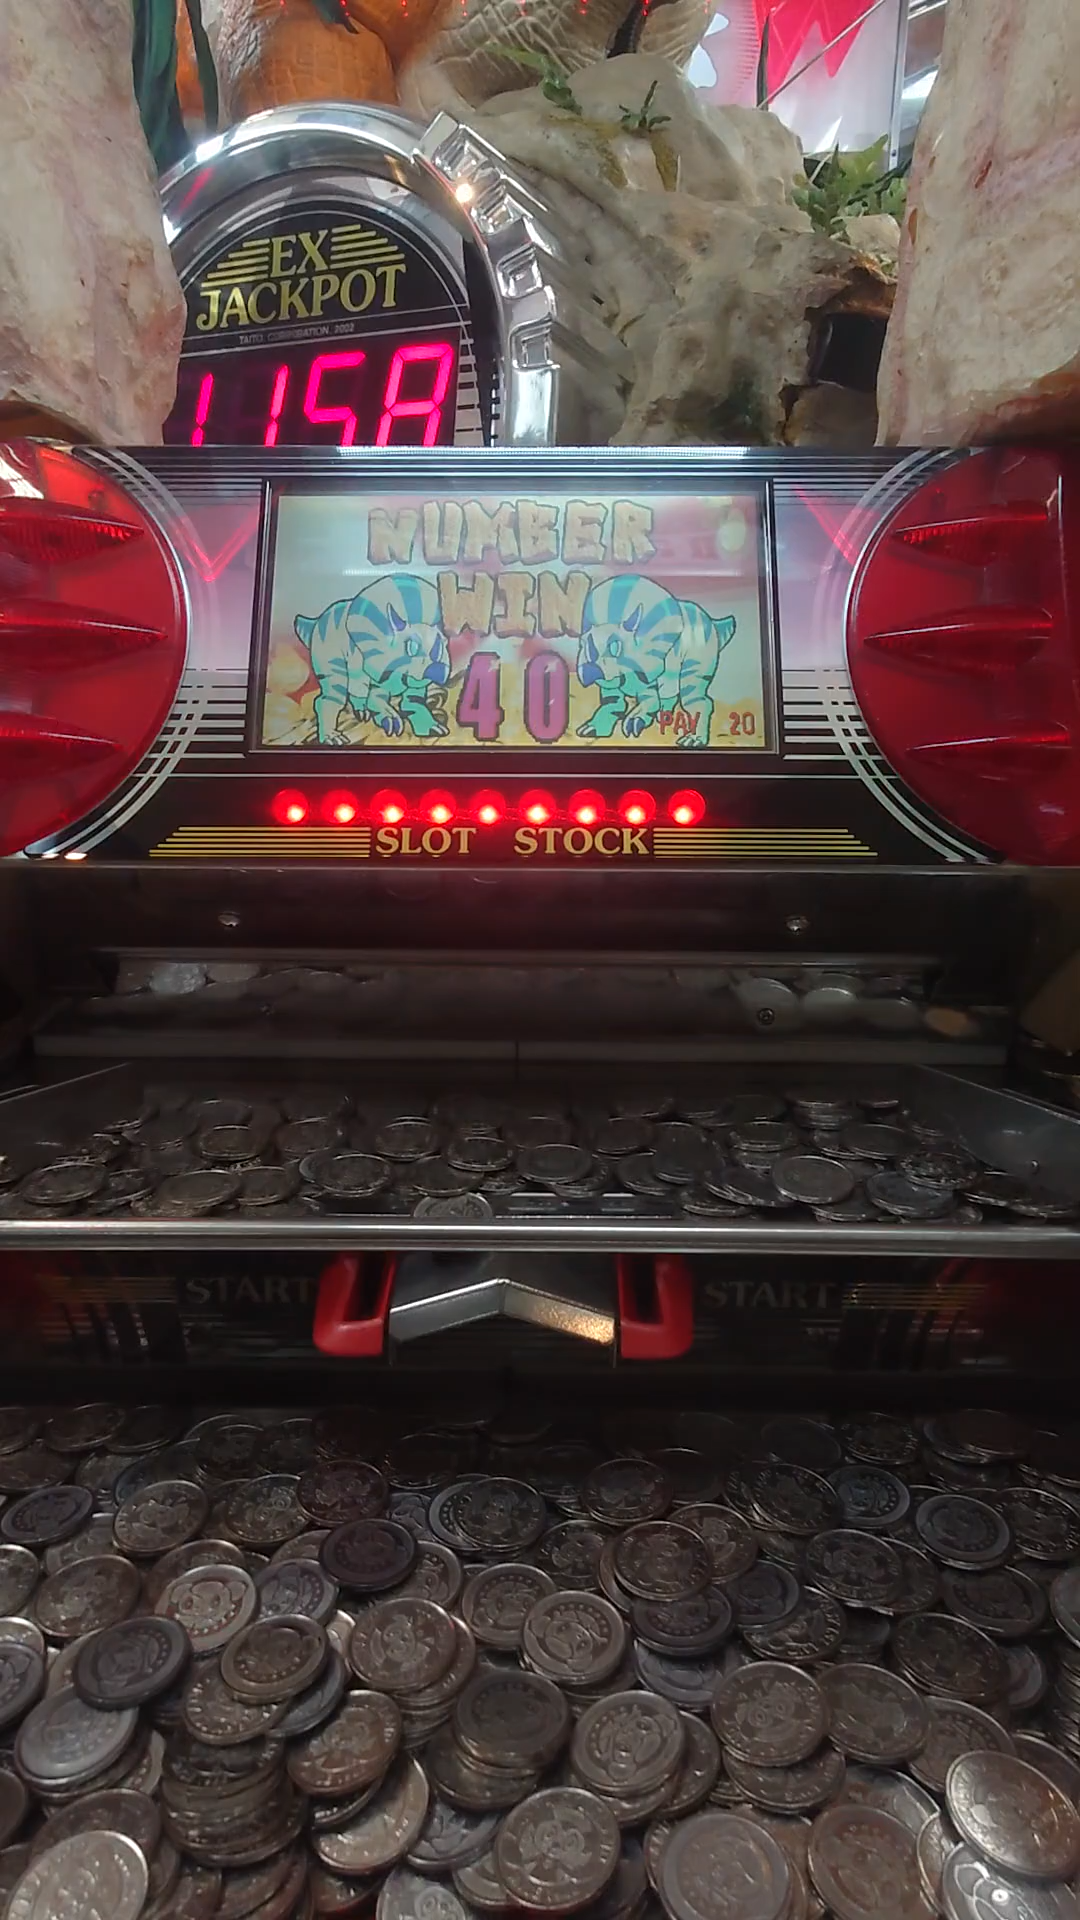 EX
JACKPOT
TAITO CORPORATION, 2002
1158
NUMBER
WIN
40
PAY 20
SLOT STOCK
START START